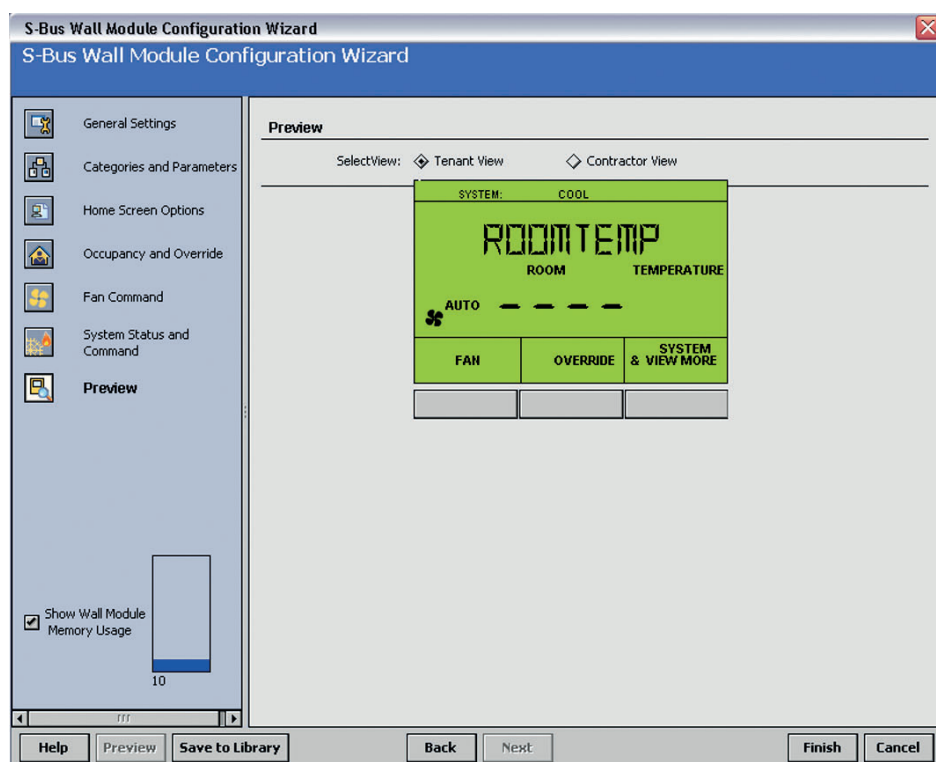 S-Bus Wall Module Configuration Wizard
S-Bus Wall Module Configuration Wizard
General Settings
Categories and Parameters
Home Screen Options
Occupancy and Override
Fan Command
System Status and
Command
Preview
Show Wall Module
Memory Usage
10
Preview
SelectView: Tenant View Contractor View
SYSTEM: COOL
ROOMTEMP
ROOM TEMPERATURE
AUTO – – – –
FAN OVERRIDE SYSTEM
& VIEW MORE
Help Preview Save to Library Back Next Finish Cancel